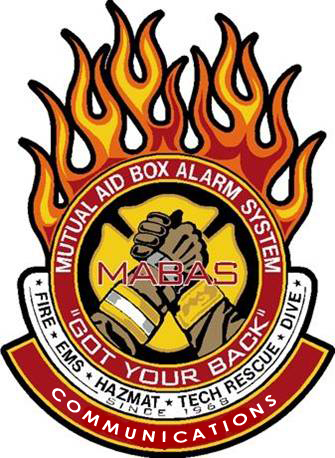 MUTUAL AID BOX ALARM SYSTEM
MABAS
"GOT YOUR BACK"
★ FIRE ★ EMS ★ HAZMAT ★ TECH RESCUE ★ DIVE ★
SINCE 1968
COMMUNICATIONS